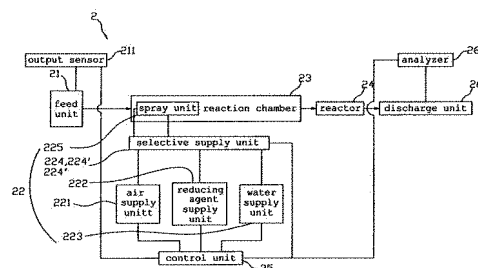 2
output sensor
211
analyzer
26
21
feed unit
23
spray unit
reaction chamber
24
reactor
discharge unit
26
225
224,224'
224"
selective supply unit
222
22
221
air supply unitt
reducing agent supply unit
water supply unit
223
control unit
25